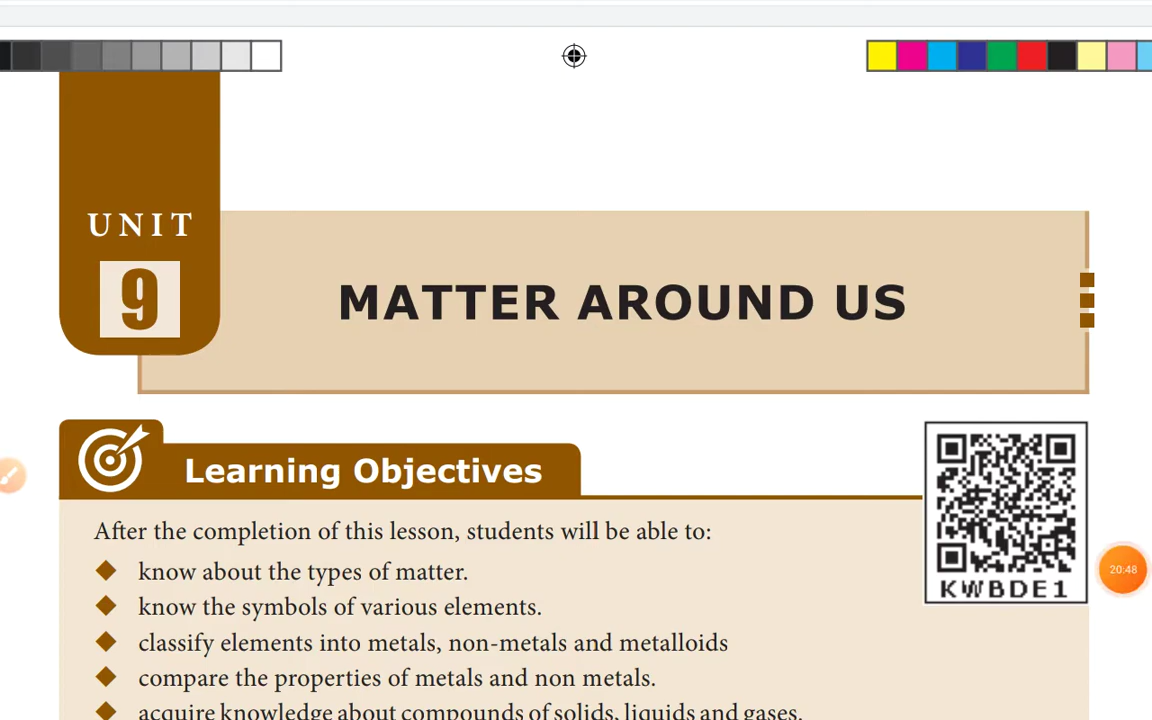 UNIT
9
MATTER AROUND US
Learning Objectives
After the completion of this lesson, students will be able to:
know about the types of matter.
know the symbols of various elements.
classify elements into metals, non-metals and metalloids
compare the properties of metals and non metals.
acquire knowledge about compounds of solids, liquids and gases.
KWBDE1
20:48